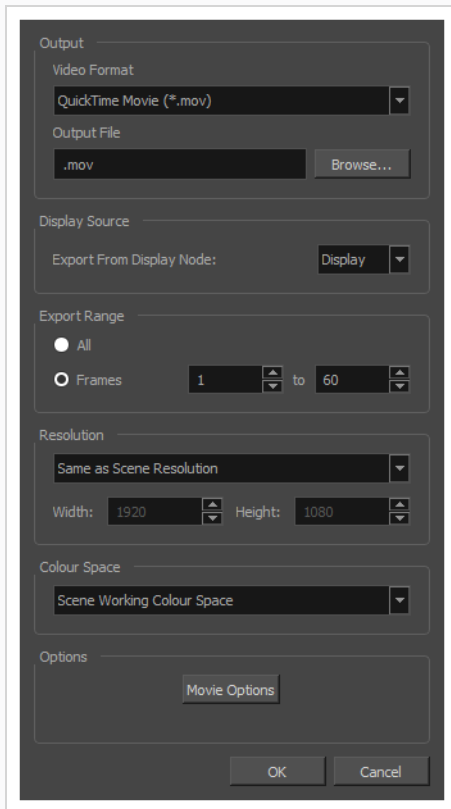 Output
Video Format
QuickTime Movie (*.mov)
Output File
.mov Browse...
Display Source
Export From Display Node: Display
Export Range
All
Frames 1 to 60
Resolution
Same as Scene Resolution
Width: 1920 Height: 1080
Colour Space
Scene Working Colour Space
Options
Movie Options
OK Cancel